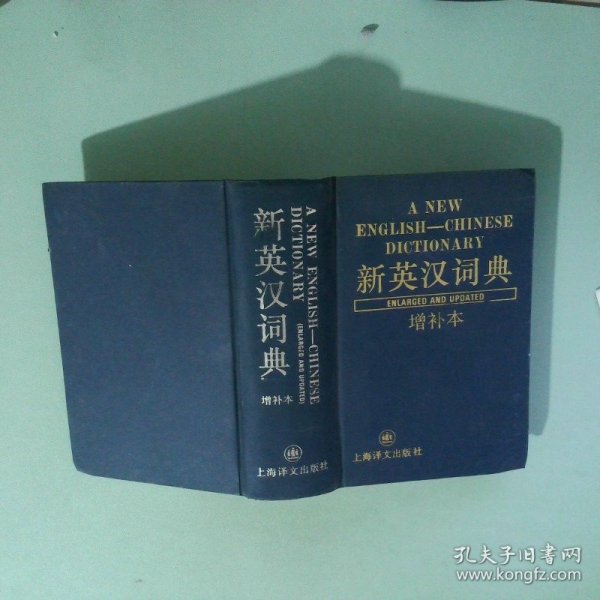 A NEW ENGLISH—CHINESE
DICTIONARY
(ENLARGED AND UPDATED)
新英汉词典
增补本
上海译文出版社
A NEW
ENGLISH—CHINESE
DICTIONARY
新英汉词典
ENLARGED AND UPDATED
增补本
上海译文出版社
孔夫子旧书网
www.kongfz.com